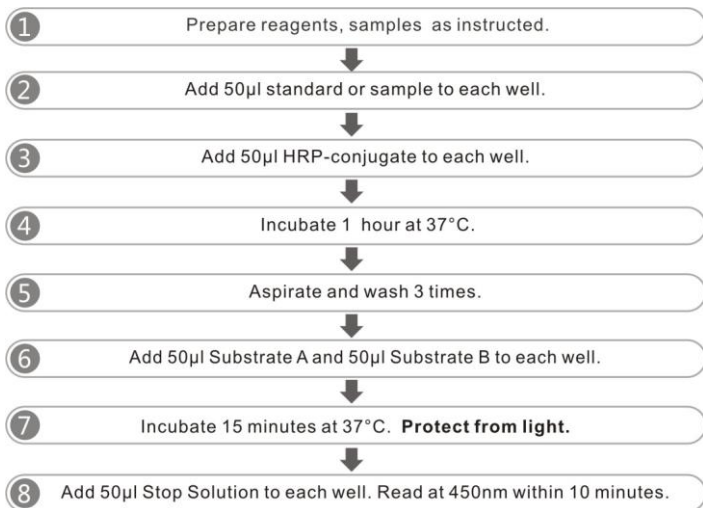 1 Prepare reagents, samples as instructed.
2 Add 50µl standard or sample to each well.
3 Add 50µl HRP-conjugate to each well.
4 Incubate 1 hour at 37°C.
5 Aspirate and wash 3 times.
6 Add 50µl Substrate A and 50µl Substrate B to each well.
7 Incubate 15 minutes at 37°C. Protect from light.
8 Add 50µl Stop Solution to each well. Read at 450nm within 10 minutes.